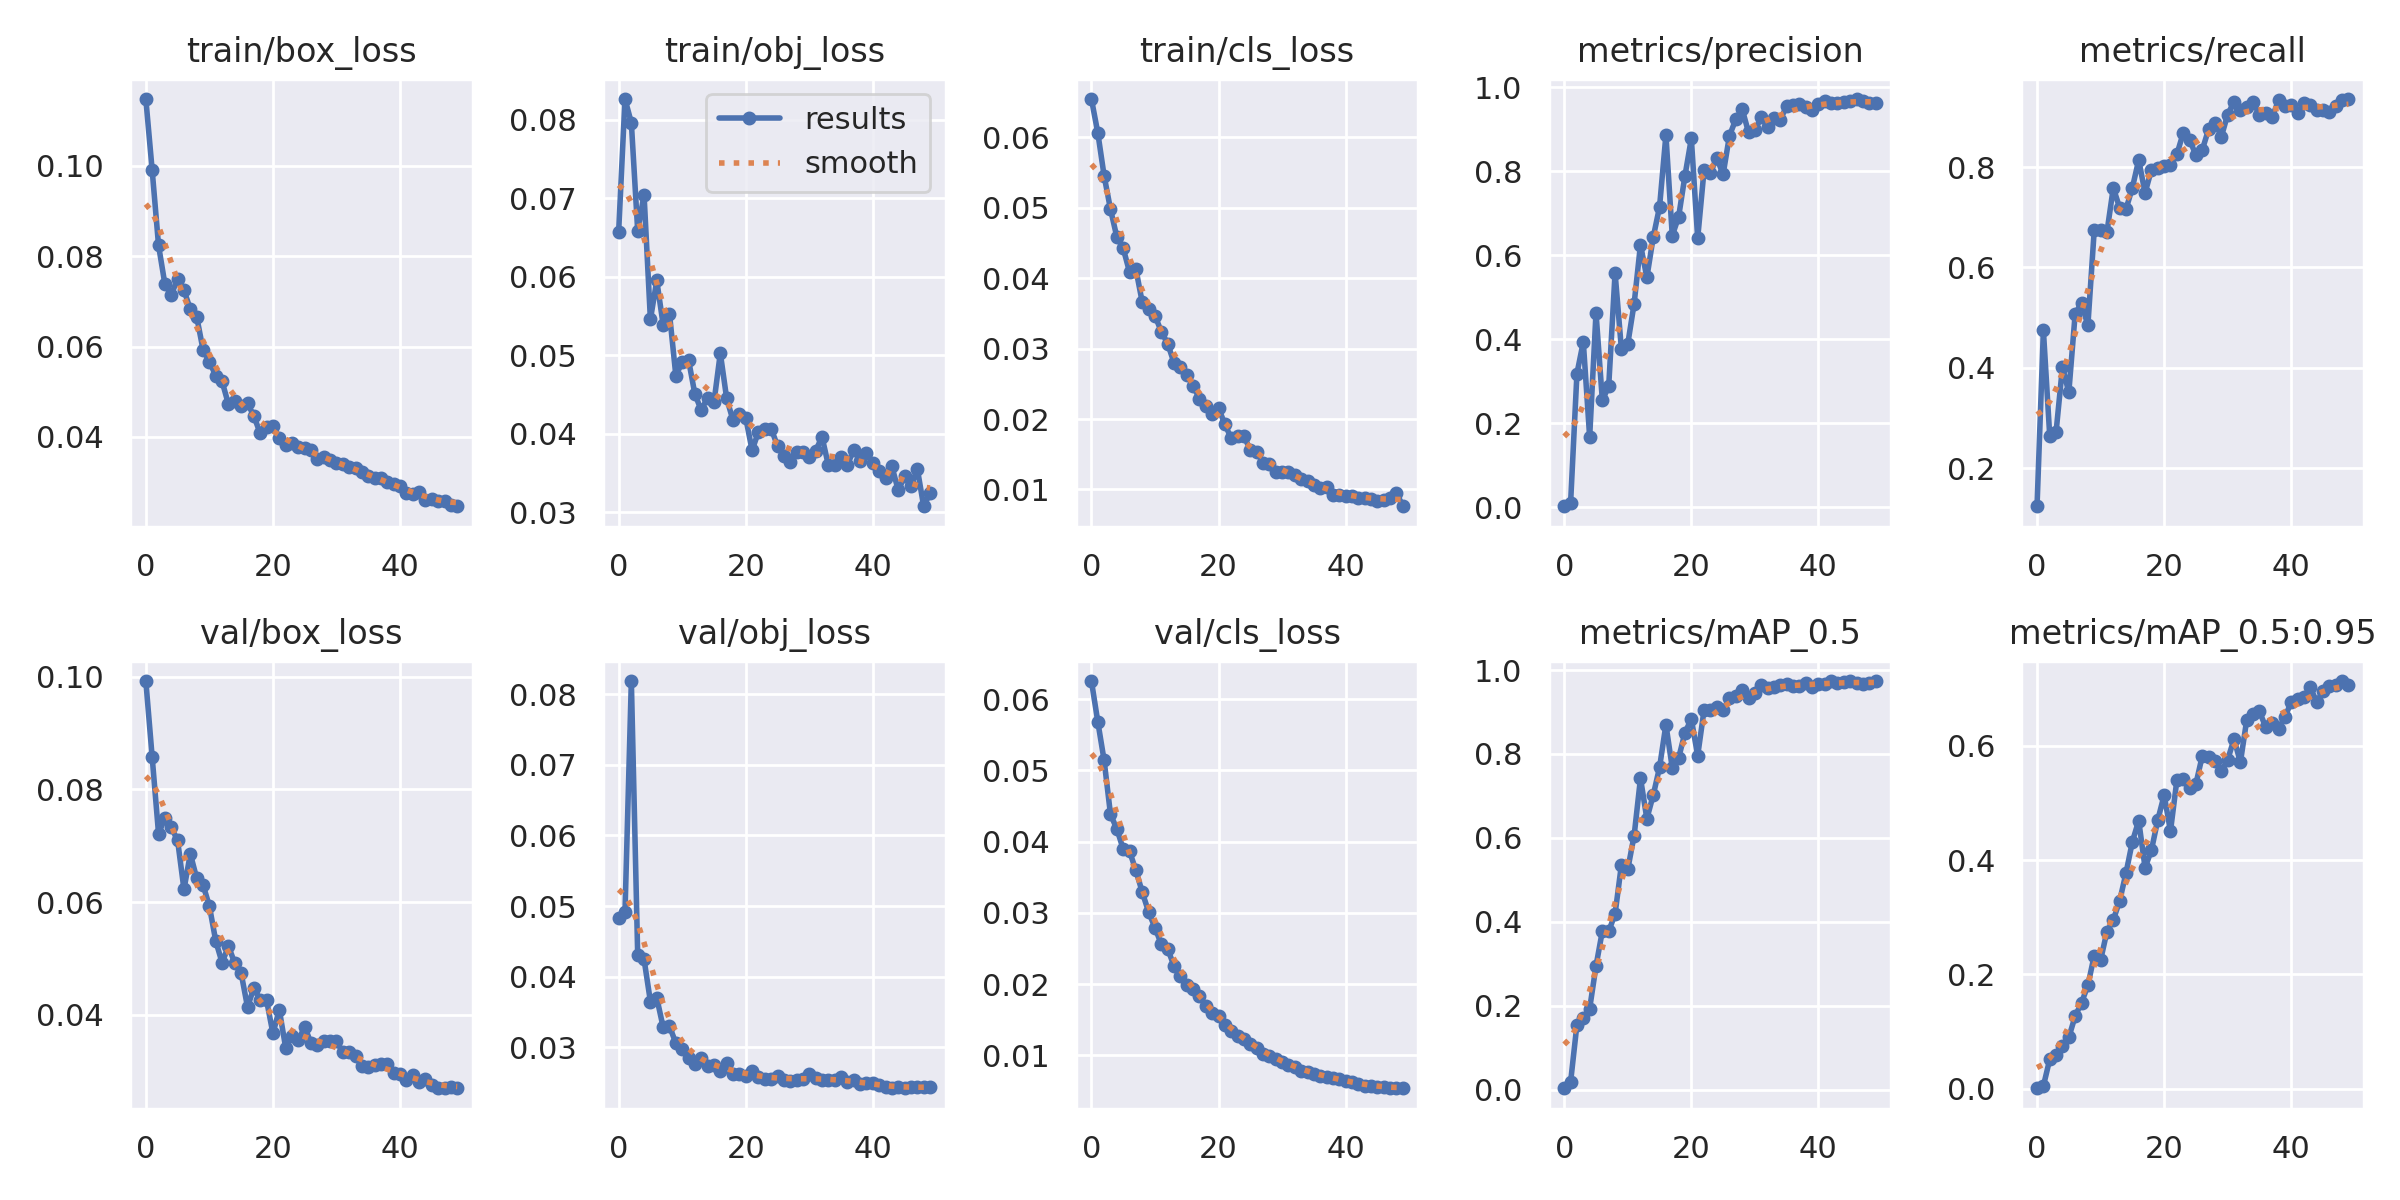 train/box_loss
train/obj_loss
train/cls_loss
metrics/precision
metrics/recall
0.10
0.08
0.06
0.04
0 20 40
0.08
0.07
0.06
0.05
0.04
0.03
results
smooth
0 20 40
0.06
0.05
0.04
0.03
0.02
0.01
0 20 40
1.0
0.8
0.6
0.4
0.2
0.0
0 20 40
0.8
0.6
0.4
0.2
0 20 40
val/box_loss
val/obj_loss
val/cls_loss
metrics/mAP_0.5
metrics/mAP_0.5:0.95
0.10
0.08
0.06
0.04
0 20 40
0.08
0.07
0.06
0.05
0.04
0.03
0 20 40
0.06
0.05
0.04
0.03
0.02
0.01
0 20 40
1.0
0.8
0.6
0.4
0.2
0.0
0 20 40
0.6
0.4
0.2
0.0
0 20 40